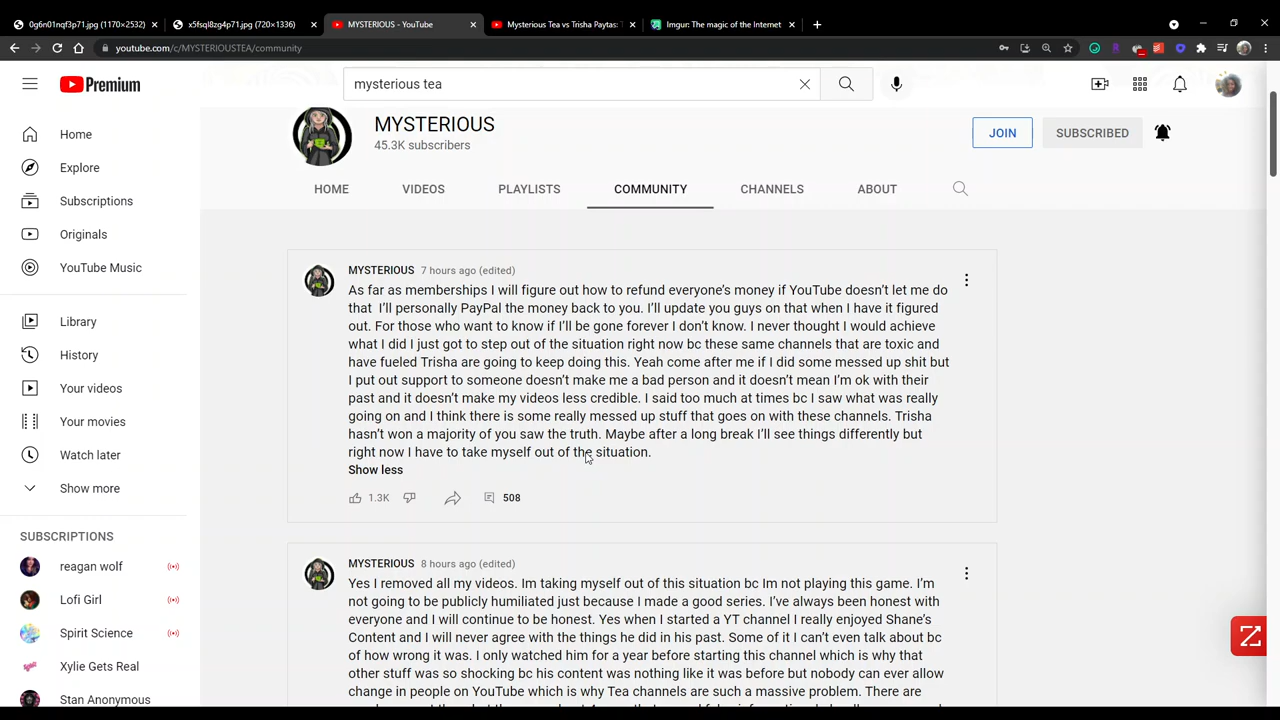 0g6n01nqf3p71.jpg (1170×2532)
x5fsql8zg4p71.jpg (720×1336)
MYSTERIOUS - YouTube
Mysterious Tea vs Trisha Paytas:
Imgur: The magic of the Internet
youtube.com/c/MYSTERIOUSTEA/community
Premium
mysterious tea
Home
Explore
Subscriptions
Originals
YouTube Music
Library
History
Your videos
Your movies
Watch later
Show more
SUBSCRIPTIONS
reagan wolf
Lofi Girl
Spirit Science
Xylie Gets Real
Stan Anonymous
MYSTERIOUS
45.3K subscribers
JOIN
SUBSCRIBED
HOME
VIDEOS
PLAYLISTS
COMMUNITY
CHANNELS
ABOUT
MYSTERIOUS 7 hours ago (edited)
As far as memberships I will figure out how to refund everyone’s money if YouTube doesn’t let me do
that I’ll personally PayPal the money back to you. I’ll update you guys on that when I have it figured
out. For those who want to know if I’ll be gone forever I don’t know. I never thought I would achieve
what I did I just got to step out of the situation right now bc these same channels that are toxic and
have fueled Trisha are going to keep doing this. Yeah come after me if I did some messed up shit but
I put out support to someone doesn’t make me a bad person and it doesn’t mean I’m ok with their
past and it doesn’t make my videos less credible. I said too much at times bc I saw what was really
going on and I think there is some really messed up stuff that goes on with these channels. Trisha
hasn’t won a majority of you saw the truth. Maybe after a long break I’ll see things differently but
right now I have to take myself out of the situation.
Show less
1.3K
508
MYSTERIOUS 8 hours ago (edited)
Yes I removed all my videos. Im taking myself out of this situation bc Im not playing this game. I’m
not going to be publicly humiliated just because I made a good series. I’ve always been honest with
everyone and I will continue to be honest. Yes when I started a YT channel I really enjoyed Shane’s
Content and I will never agree with the things he did in his past. Some of it I can’t even talk about bc
of how wrong it was. I only watched him for a year before starting this channel which is why that
other stuff was so shocking bc his content was nothing like it was before but nobody can ever allow
change in people on YouTube which is why Tea channels are such a massive problem. There are